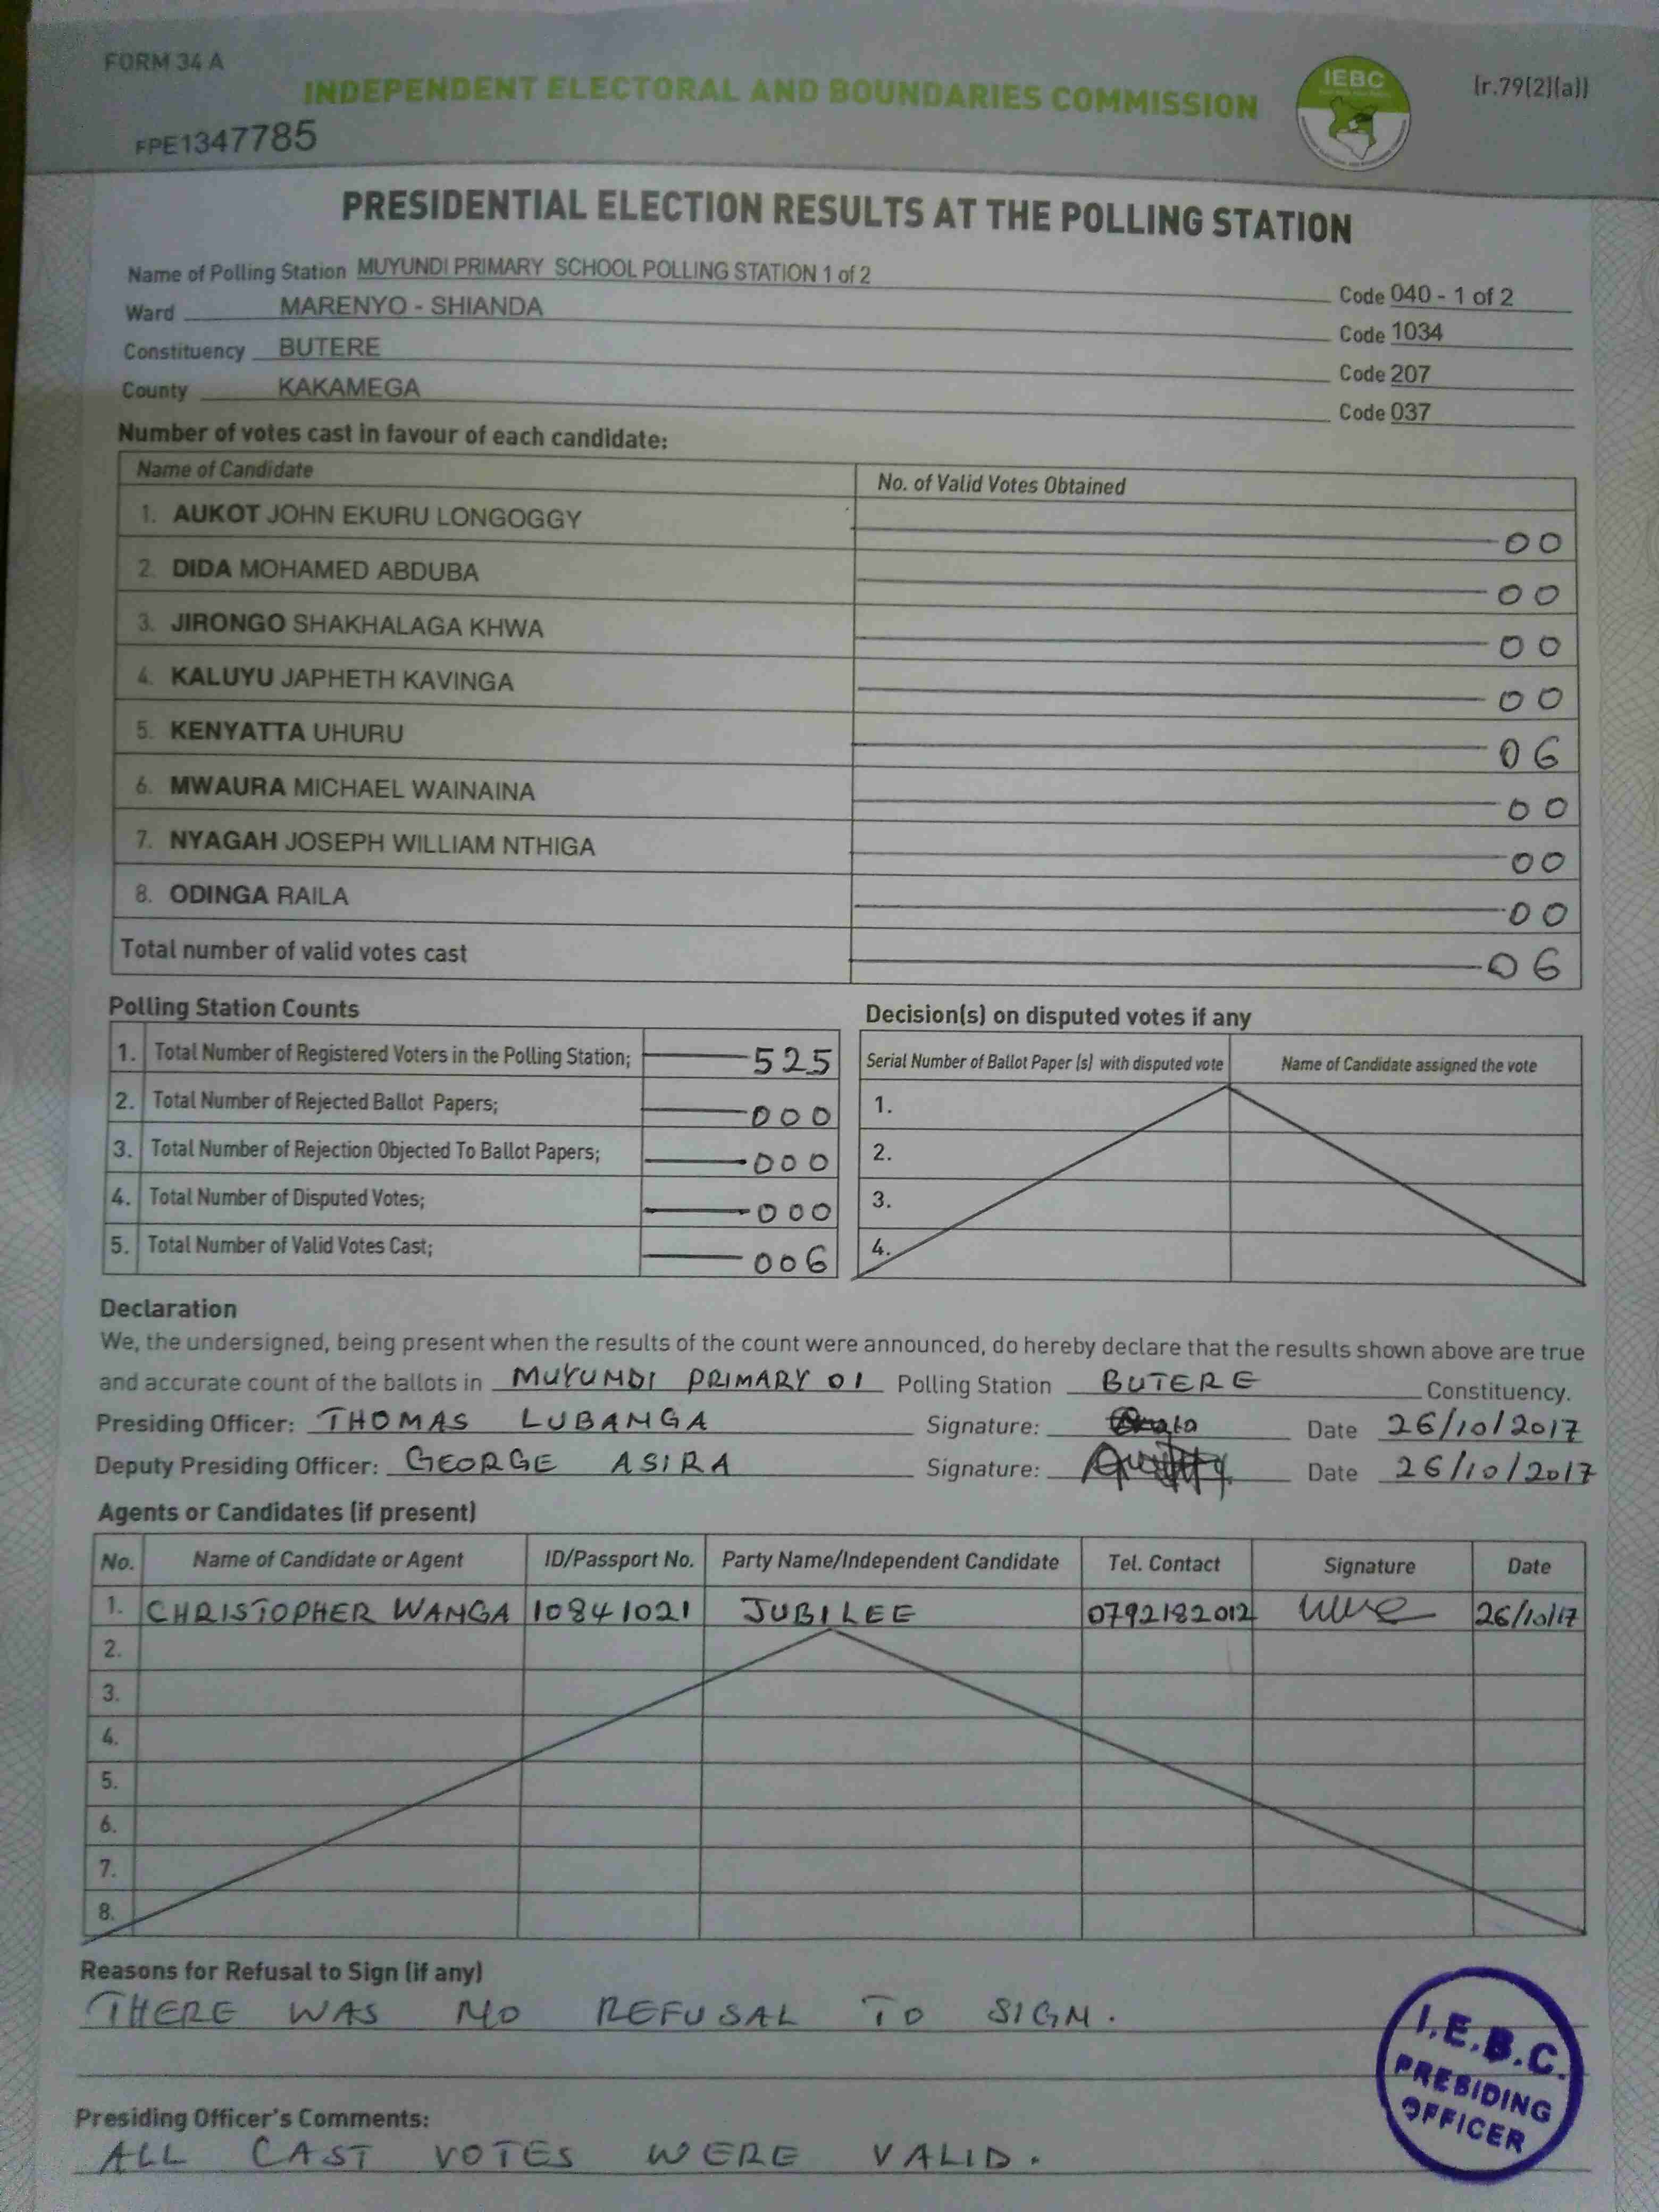 FORM 34 A
INDEPENDENT ELECTORAL AND BOUNDARIES COMMISSION
IEBC
(r.79(2)(a))
FPE1347785
PRESIDENTIAL ELECTION RESULTS AT THE POLLING STATION
Name of Polling Station MUYUNDI PRIMARY SCHOOL POLLING STATION 1 of 2 Code 040 - 1 of 2
Ward MARENYO - SHIANDA Code 1034
Constituency BUTERE Code 207
County KAKAMEGA Code 037
Number of votes cast in favour of each candidate:
Name of Candidate No. of Valid Votes Obtained
1. AUKOT JOHN EKURU LONGOGGY 00
2. DIDA MOHAMED ABDUBA 00
3. JIRONGO SHAKHALAGA KHWA 00
4. KALUYU JAPHETH KAVINGA 00
5. KENYATTA UHURU 06
6. MWAURA MICHAEL WAINAINA 00
7. NYAGAH JOSEPH WILLIAM NTHIGA 00
8. ODINGA RAILA 00
Total number of valid votes cast 06
Polling Station Counts
1. Total Number of Registered Voters in the Polling Station; 525
2. Total Number of Rejected Ballot Papers; 000
3. Total Number of Rejection Objected To Ballot Papers; 000
4. Total Number of Disputed Votes; 000
5. Total Number of Valid Votes Cast; 006
Decision(s) on disputed votes if any
Serial Number of Ballot Paper (s) with disputed vote Name of Candidate assigned the vote
1.
2.
3.
4.
Declaration
We, the undersigned, being present when the results of the count were announced, do hereby declare that the results shown above are true
and accurate count of the ballots in MUYUNDI PRIMARY 01 Polling Station BUTERE Constituency.
Presiding Officer: THOMAS LUBANGA Signature: Date 26/10/2017
Deputy Presiding Officer: GEORGE ASIRA Signature: Date 26/10/2017
Agents or Candidates (if present)
No. Name of Candidate or Agent ID/Passport No. Party Name/Independent Candidate Tel. Contact Signature Date
1. CHRISTOPHER WANGA 10841021 JUBILEE 0792182012 26/10/17
2.
3.
4.
5.
6.
7.
8.
Reasons for Refusal to Sign (if any)
THERE WAS NO REFUSAL TO SIGN.
Presiding Officer's Comments:
ALL CAST VOTES WERE VALID.
I.E.B.C.
PRESIDING
OFFICER